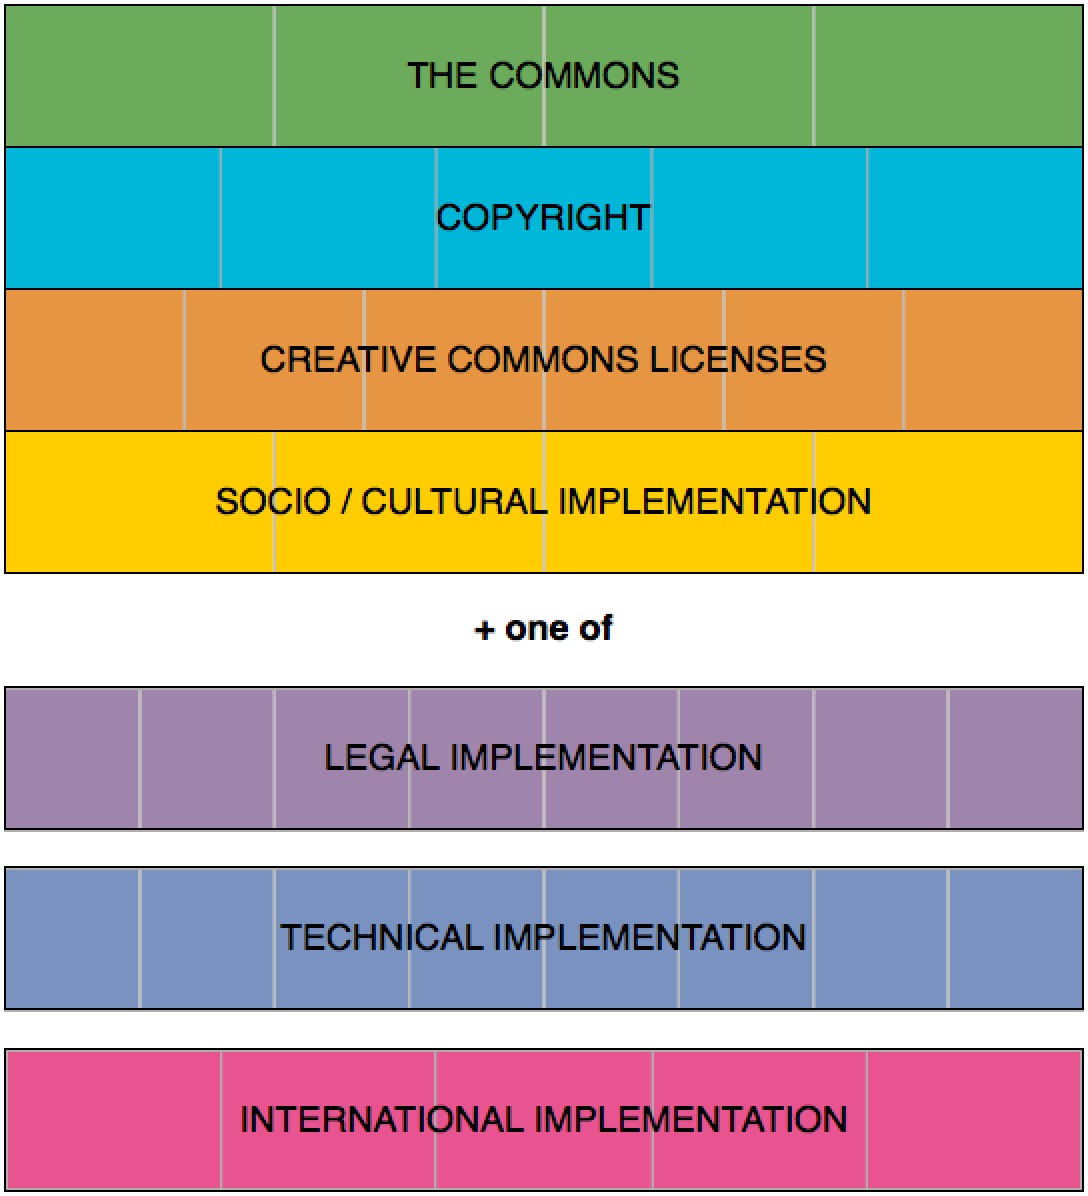 THE COMMONS
COPYRIGHT
CREATIVE COMMONS LICENSES
SOCIO / CULTURAL IMPLEMENTATION
+ one of
LEGAL IMPLEMENTATION
TECHNICAL IMPLEMENTATION
INTERNATIONAL IMPLEMENTATION